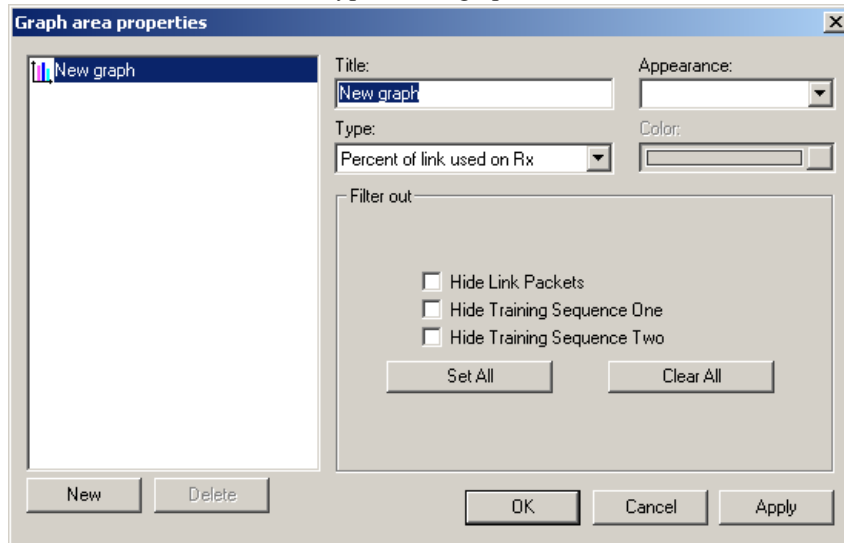 Graph area properties
New graph
Title:
Appearance:
New graph
Type:
Color:
Percent of link used on Rx
Filter out
Hide Link Packets
Hide Training Sequence One
Hide Training Sequence Two
Set All
Clear All
New
Delete
OK
Cancel
Apply